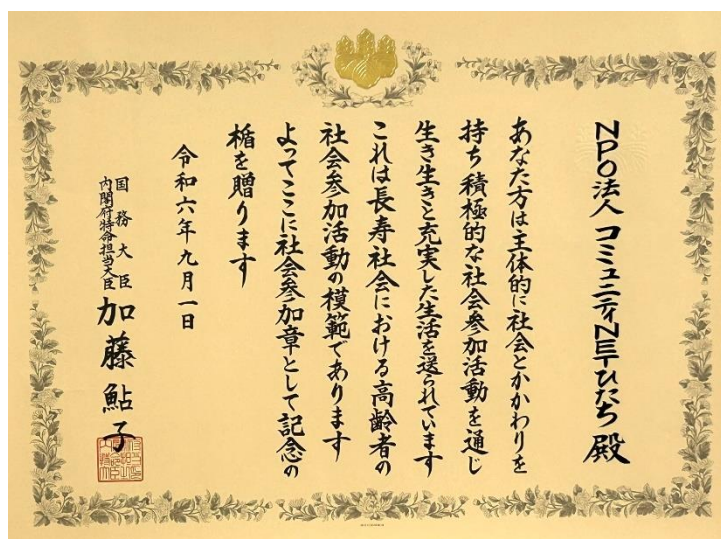 NPO法人 コミュニティNETひたち 殿
あなた方は主体的に社会とかかわりを
持ち積極的な社会参加活動を通じ
生き生きと充実した生活を送られています
これは長寿社会における高齢者の
社会参加活動の模範であります
よってここに社会参加章として記念の
楯を贈ります
令和六年九月一日
国務大臣
内閣府特命担当大臣
加藤鮎子